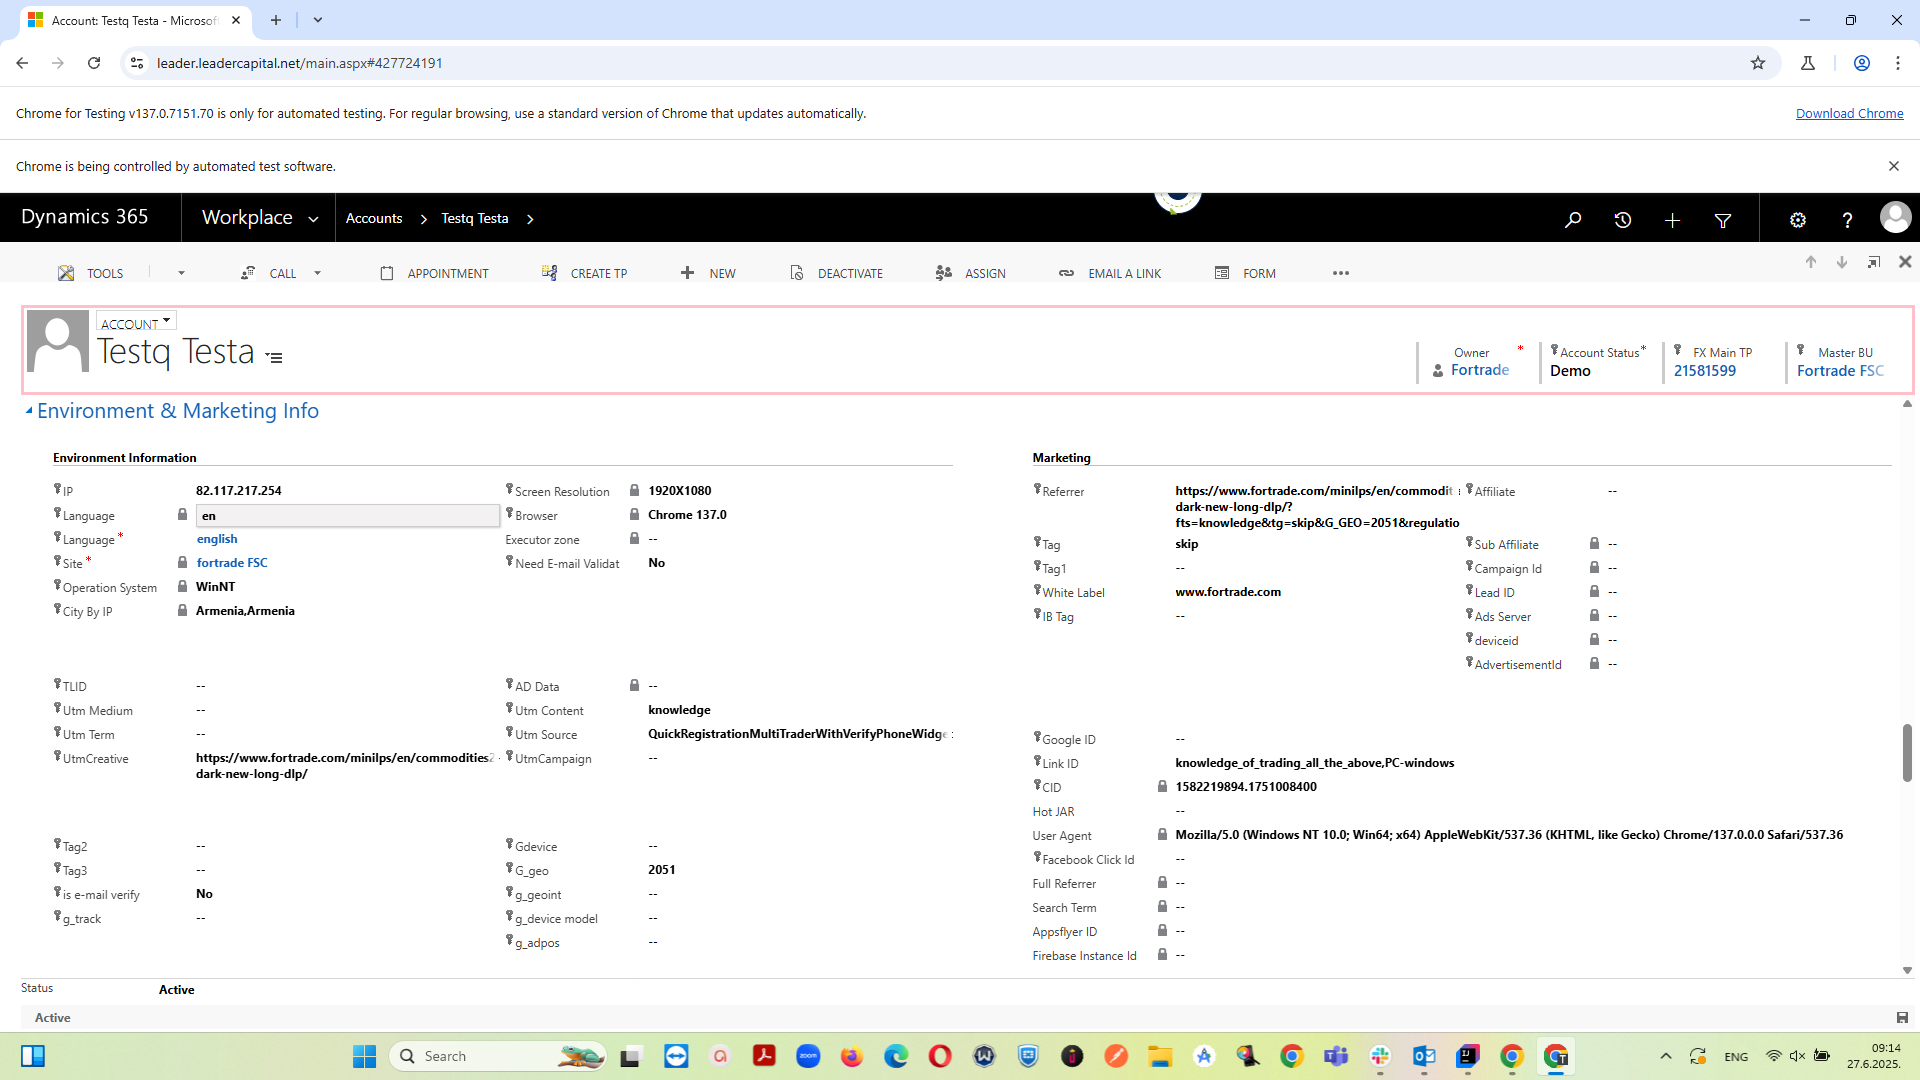 Account: Testq Testa - Microsof
leader.leadercapital.net/main.aspx#427724191
Chrome for Testing v137.0.7151.70 is only for automated testing. For regular browsing, use a standard version of Chrome that updates automatically.
Download Chrome
Chrome is being controlled by automated test software.
Dynamics 365
Workplace
Accounts
Testq Testa
TOOLS
CALL
APPOINTMENT
CREATE TP
NEW
DEACTIVATE
ASSIGN
EMAIL A LINK
FORM
ACCOUNT
Testq Testa
Owner *
Fortrade
Account Status*
Demo
FX Main TP
21581599
Master BU
Fortrade FSC
Environment & Marketing Info
Environment Information
IP 82.117.217.254
Language en
Language* english
Site* fortrade FSC
Operation System WinNT
City By IP Armenia,Armenia
Screen Resolution 1920X1080
Browser Chrome 137.0
Executor zone --
Need E-mail Validat No
TLID --
Utm Medium --
Utm Term --
UtmCreative https://www.fortrade.com/minilps/en/commodities2-
dark-new-long-dlp/
AD Data --
Utm Content knowledge
Utm Source QuickRegistrationMultiTraderWithVerifyPhoneWidge
UtmCampaign --
Tag2 --
Tag3 --
is e-mail verify No
g_track --
Gdevice --
G_geo 2051
g_geoint --
g_device model --
g_adpos --
Marketing
Referrer https://www.fortrade.com/minilps/en/commodit
dark-new-long-dlp/?
fts=knowledge&tg=skip&G_GEO=2051&regulatio
Tag skip
Tag1 --
White Label www.fortrade.com
IB Tag --
Affiliate --
Sub Affiliate --
Campaign Id --
Lead ID --
Ads Server --
deviceid --
AdvertisementId --
Google ID --
Link ID knowledge_of_trading_all_the_above,PC-windows
CID 1582219894.1751008400
Hot JAR --
User Agent Mozilla/5.0 (Windows NT 10.0; Win64; x64) AppleWebKit/537.36 (KHTML, like Gecko) Chrome/137.0.0.0 Safari/537.36
Facebook Click Id --
Full Referrer --
Search Term --
Appsflyer ID --
Firebase Instance Id --
Status Active
Active
Search
zoom
ENG
09:14
27.6.2025.